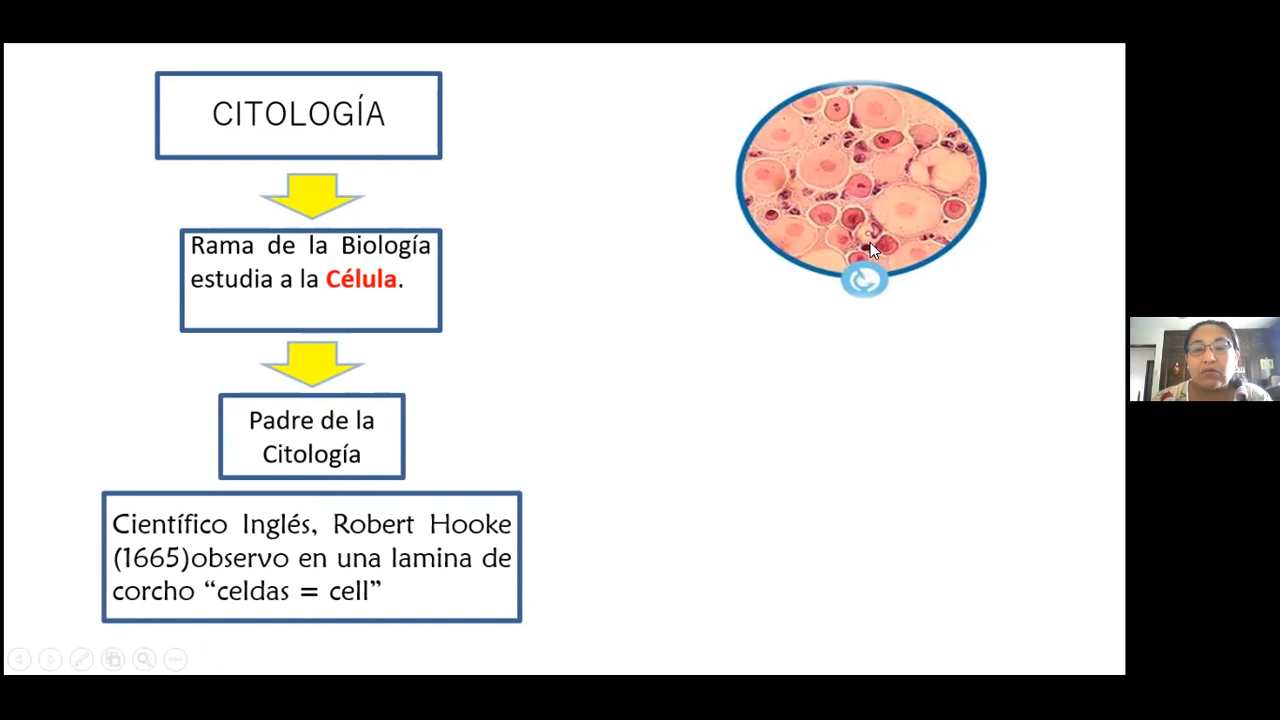 CITOLOGÍA
Rama de la Biología
estudia a la Célula.
Padre de la
Citología
Científico Inglés, Robert Hooke
(1665)observo en una lamina de
corcho “celdas = cell”